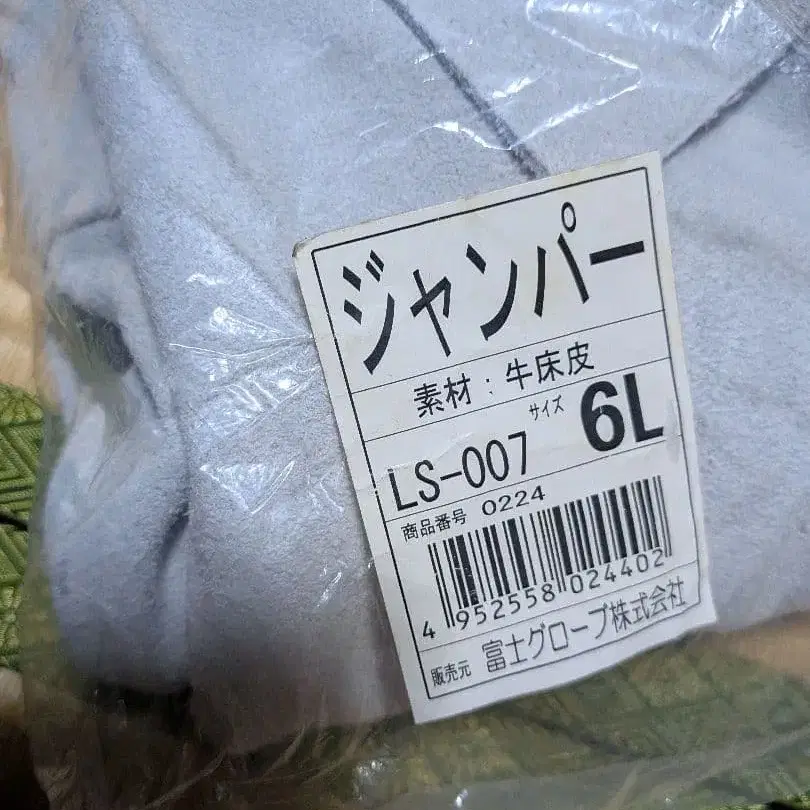 ジャンパー
素材：牛床皮
LS-007 サイズ 6L
商品番号 0224
4 952558 024402
販売元 富士グローブ株式会社